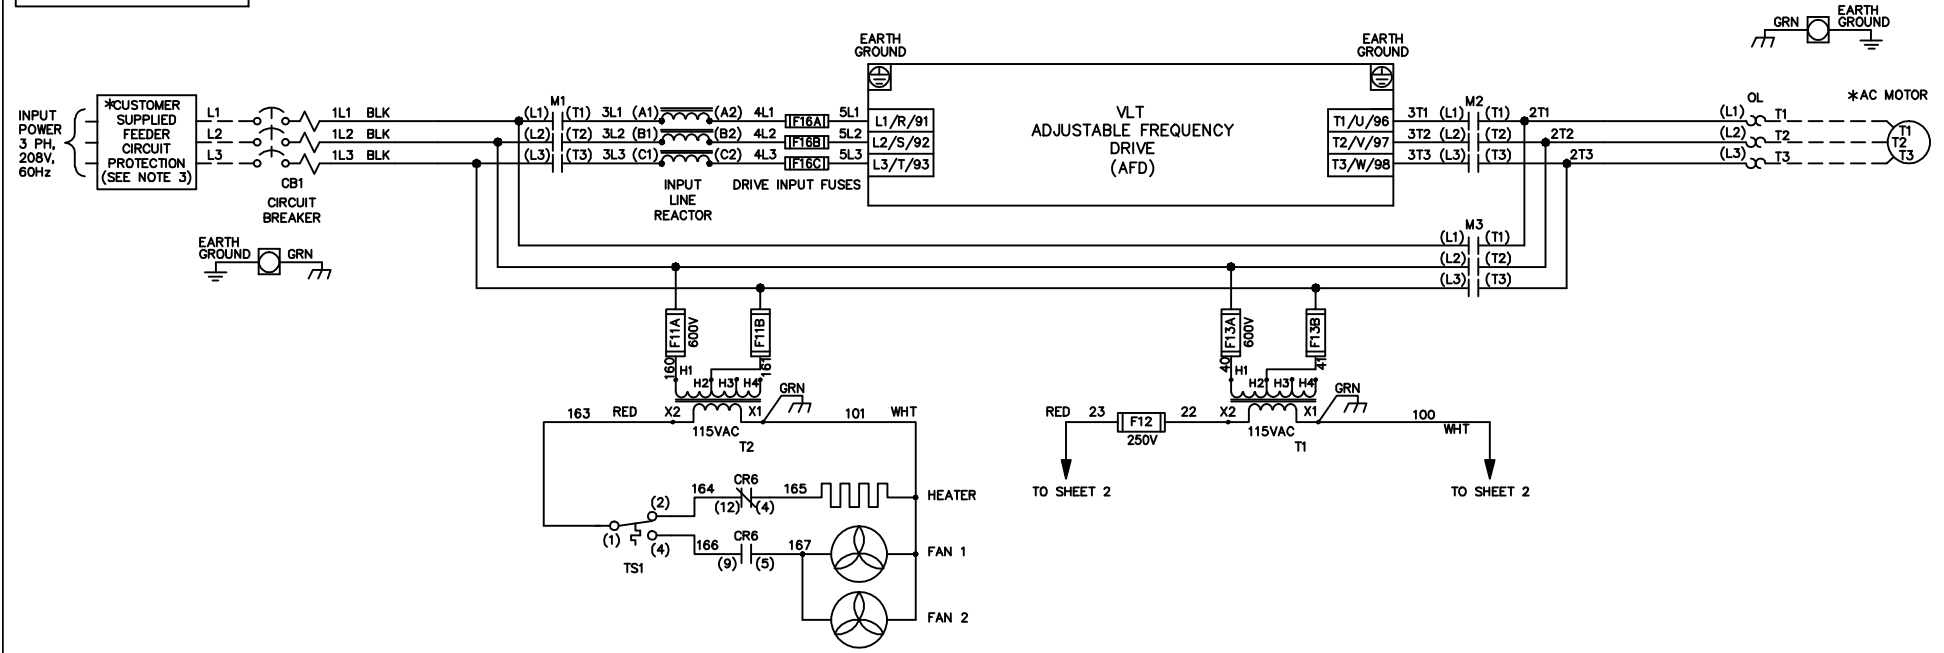 EARTH
GROUND
EARTH
GROUND
GRN
EARTH
GROUND
INPUT
POWER
3 PH,
208V,
60Hz
*CUSTOMER
SUPPLIED
FEEDER
CIRCUIT
PROTECTION
(SEE NOTE 3)
L1
L2
L3
CB1
CIRCUIT
BREAKER
1L1 BLK
1L2 BLK
1L3 BLK
M1
(L1) (T1) 3L1 (A1) (A2) 4L1 F16A 5L1
(L2) (T2) 3L2 (B1) (B2) 4L2 F16B 5L2
(L3) (T3) 3L3 (C1) (C2) 4L3 F16C 5L3
INPUT
LINE
REACTOR
DRIVE INPUT FUSES
L1/R/91
L2/S/92
L3/T/93
VLT
ADJUSTABLE FREQUENCY
DRIVE
(AFD)
T1/U/96
T2/V/97
T3/W/98
M2
3T1 (L1) (T1) 2T1
3T2 (L2) (T2) 2T2
3T3 (L3) (T3) 2T3
OL
(L1) T1
(L2) T2
(L3) T3
*AC MOTOR
T1
T2
T3
EARTH
GROUND
GRN
M3
(L1) (T1)
(L2) (T2)
(L3) (T3)
F11A
600V
F11B
160
161
H1 H2 H3 H4
GRN
163 RED X2 X1 101 WHT
115VAC
T2
F13A
600V
F13B
40
41
H1 H2 H3 H4
GRN
RED 23 F12 22 X2 X1 100
WHT
250V
115VAC
T1
TO SHEET 2
TO SHEET 2
CR6
164 165
(12) (4)
HEATER
(2)
(1)
(4)
TS1
CR6
166 167
(9) (5)
FAN 1
FAN 2